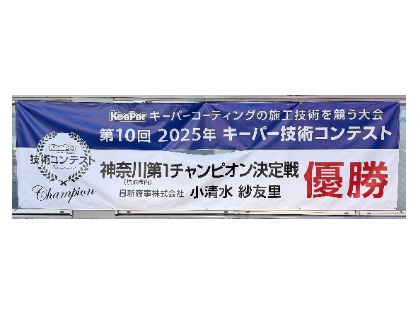 KeePer キーパーコーティングの施工技術を競う大会
第10回 2025年 キーパー技術コンテスト
KeePer
技術コンテスト
Champion
神奈川第1チャンピオン決定戦
日新商事株式会社 小清水 紗友里
優勝